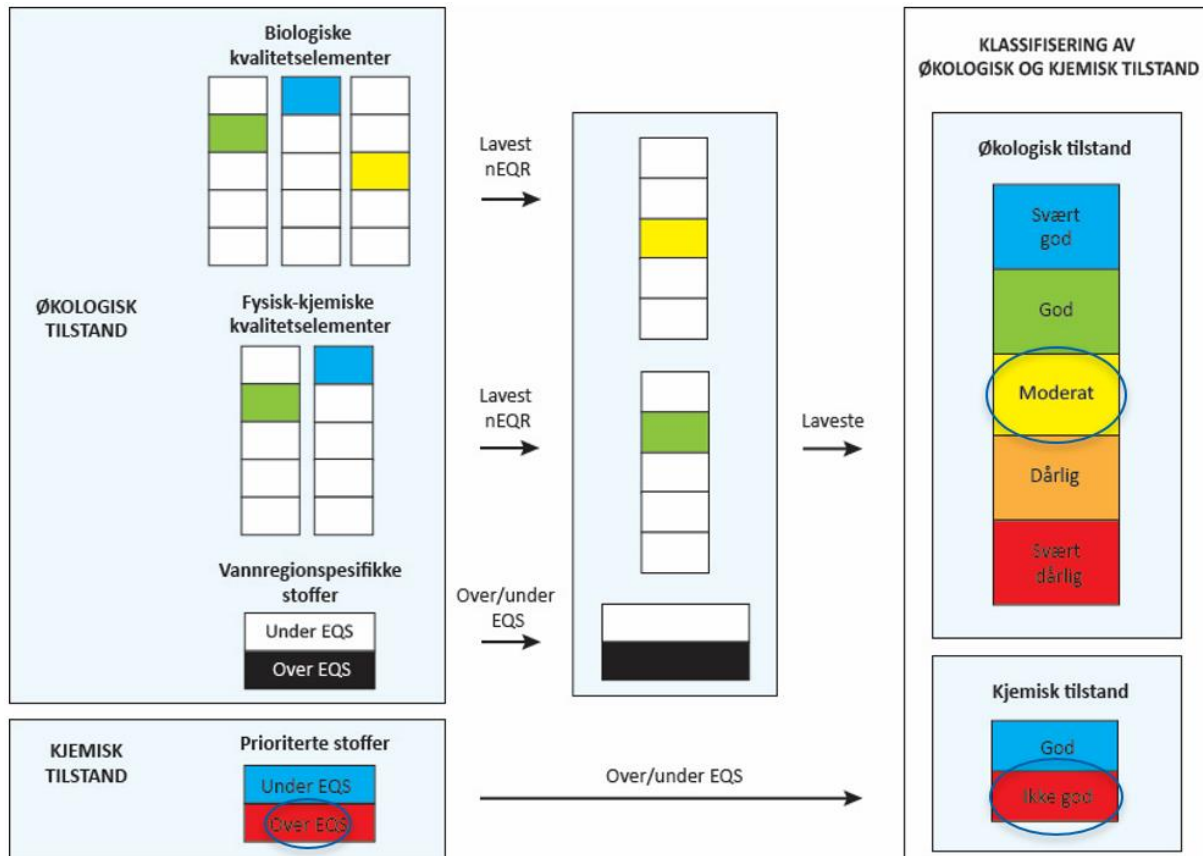 Biologiske
kvalitetselementer
ØKOLOGISK
TILSTAND
Fysisk-kjemiske
kvalitetselementer
Vannregionspesifikke
stoffer
Under EQS
Over EQS
Lavest
nEQR
Lavest
nEQR
Over/under
EQS
Laveste
KLASSIFISERING AV
ØKOLOGISK OG KJEMISK TILSTAND
Økologisk tilstand
Svært
god
God
Moderat
Dårlig
Svært
dårlig
KJEMISK
TILSTAND
Prioriterte stoffer
Under EQS
Over EQS
Over/under EQS
Kjemisk tilstand
God
Ikke god